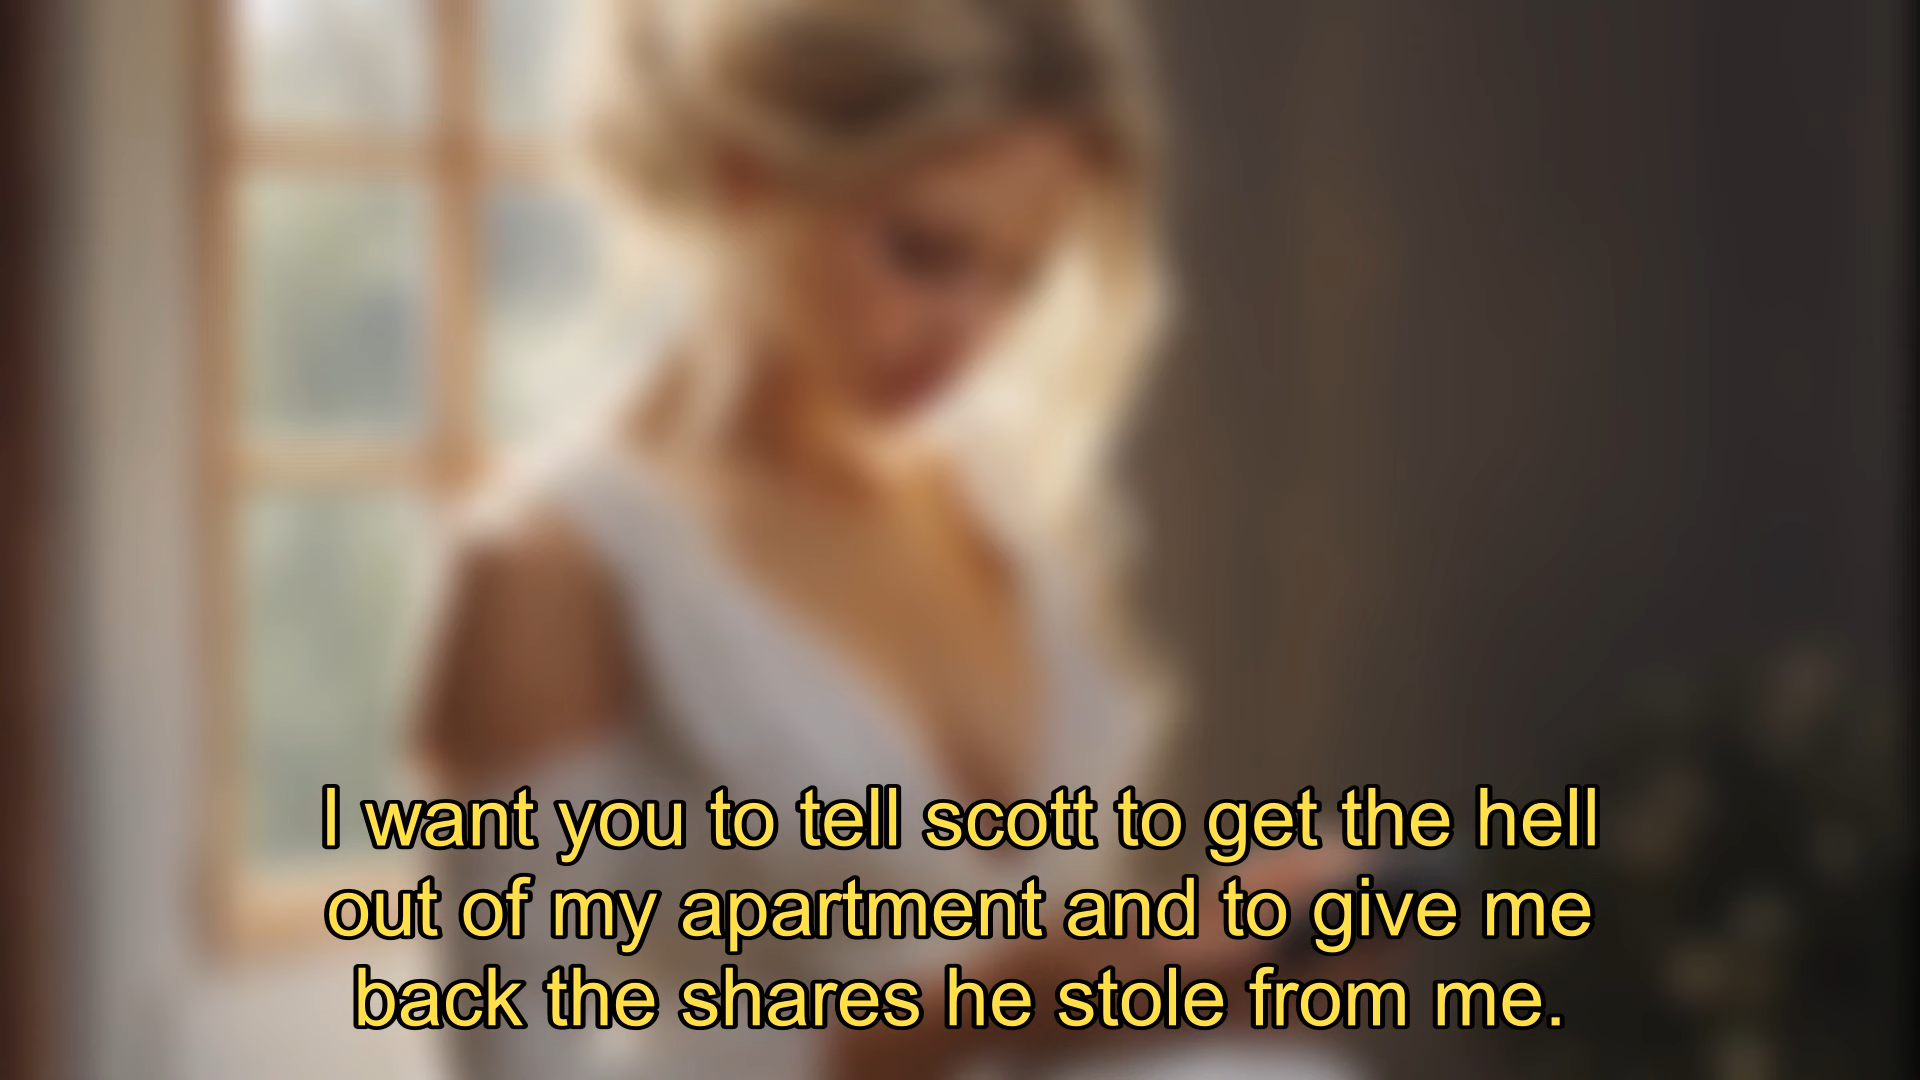 I want you to tell scott to get the hell
out of my apartment and to give me
back the shares he stole from me.